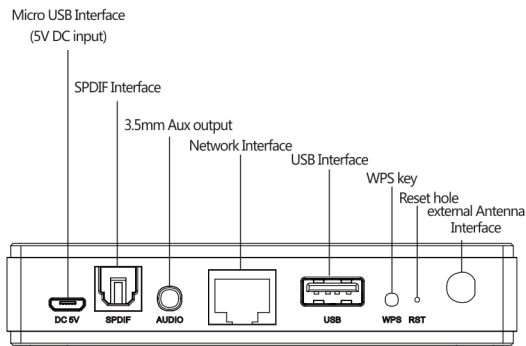 Micro USB Interface
(5V DC input)
SPDIF Interface
3.5mm Aux output
Network Interface
USB Interface
WPS key
Reset hole
external Antenna
Interface
DC 5V
SPDIF
AUDIO
USB
WPS
RST